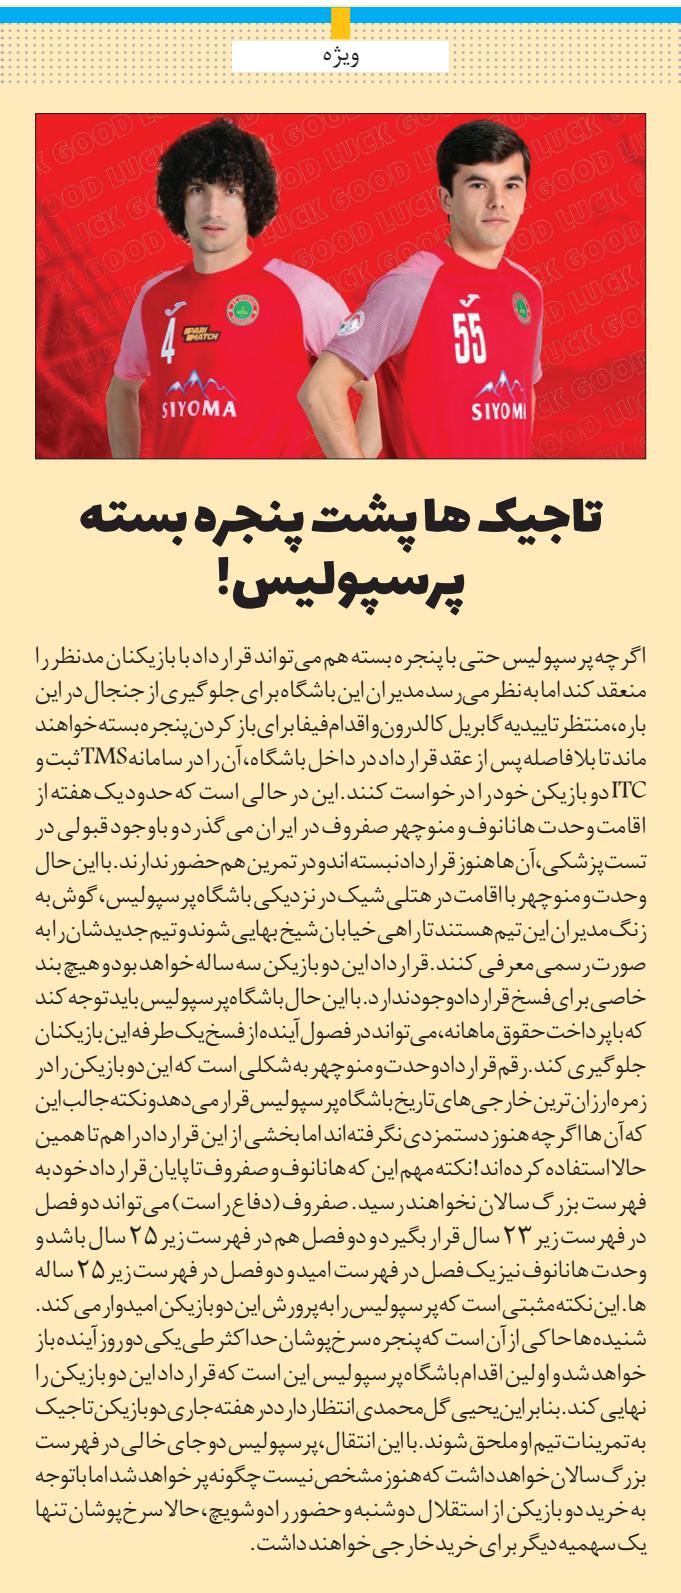 ویژه
GOOD LUCK GOOD LUCK GOOD LUCK
4
PARI MATCH
SIYOMA
55
SIYOMA
تاجیک ها پشت پنجره بسته
پرسپولیس!
اگرچه پرسپولیس حتی با پنجره بسته هم می‌تواند قرارداد با بازیکنان مدنظر را
منعقد کند اما به نظر می‌رسد مدیران این باشگاه برای جلوگیری از جنجال در این
باره، منتظر تاییدیه گابریل کالدرون و اقدام فیفا برای باز کردن پنجره بسته خواهند
ماند تا بلافاصله پس از عقد قرارداد در داخل باشگاه، آن را در سامانه TMS ثبت و
ITC دو بازیکن خود را درخواست کنند. این در حالی است که حدود یک هفته از
اقامت وحدت هانانوف و منوچهر صفروف در ایران می گذرد و باوجود قبولی در
تست پزشکی، آن‌ها هنوز قرارداد نبسته‌اند و در تمرین هم حضور ندارند. با این حال
وحدت و منوچهر با اقامت در هتلی شیک در نزدیکی باشگاه پرسپولیس، گوش به
زنگ مدیران این تیم هستند تا راهی خیابان شیخ بهایی شوند و تیم جدیدشان را به
صورت رسمی معرفی کنند. قرارداد این دو بازیکن سه ساله خواهد بود و هیچ بند
خاصی برای فسخ قرارداد وجود ندارد. با این حال باشگاه پرسپولیس باید توجه کند
که با پرداخت حقوق ماهانه، می‌تواند در فصول آینده از فسخ یک طرفه این بازیکنان
جلوگیری کند. رقم قرارداد وحدت و منوچهر به شکلی است که این دو بازیکن را در
زمره ارزان‌ترین خارجی های تاریخ باشگاه پرسپولیس قرار می دهد و نکته جالب این
که آن ها اگرچه هنوز دستمزدی نگرفته‌اند اما بخشی از این قرارداد را هم تا همین
حالا استفاده کرده‌اند! نکته مهم این که هانانوف و صفروف تا پایان قرارداد خود به
فهرست بزرگ سالان نخواهند رسید. صفروف (دفاع راست) می‌تواند دو فصل
در فهرست زیر ۲۳ سال قرار بگیرد و دو فصل هم در فهرست زیر ۲۵ سال باشد و
وحدت هانانوف نیز یک فصل در فهرست امید و دو فصل در فهرست زیر ۲۵ ساله
ها. این نکته مثبتی است که پرسپولیس را به پرورش این دوبازیکن امیدوار می کند.
شنیده‌ها حاکی از آن است که پنجره سرخ‌پوشان حداکثر طی یکی دو روز آینده باز
خواهد شد و اولین اقدام باشگاه پرسپولیس این است که قرارداد این دو بازیکن را
نهایی کند. بنابراین یحیی گل‌محمدی انتظار دارد در هفته جاری دو بازیکن تاجیک
به تمرینات تیم او ملحق شوند. با این انتقال، پرسپولیس دو جای خالی در فهرست
بزرگ سالان خواهد داشت که هنوز مشخص نیست چگونه پر خواهد شد اما با توجه
به خرید دو بازیکن از استقلال دوشنبه و حضور رادوشویچ، حالا سرخ پوشان تنها
یک سهمیه دیگر برای خرید خارجی خواهند داشت.